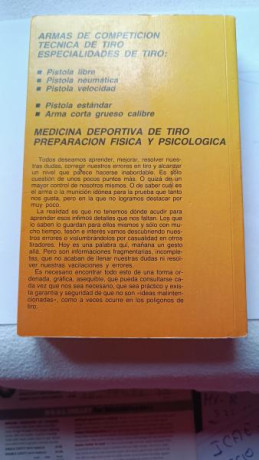 ARMAS DE COMPETICION
TECNICA DE TIRO
ESPECIALIDADES DE TIRO:
■ Pistola libre
■ Pistola neumática
■ Pistola velocidad
■ Pistola estándar
■ Arma corta grueso calibre
MEDICINA DEPORTIVA DE TIRO
PREPARACION FISICA Y PSICOLOGICA
Todos deseamos aprender, mejorar, resolver nues-
tras dudas, corregir nuestros errores en tiro y alcanzar
un nivel que parece hacerse inabordable. Es sólo
cuestión de unos pocos puntos más. O quizá de un
mayor control de nosotros mismos. O de saber cuál es
el arma o la munición idónea para la prueba que tanto
nos gusta, pero en la que no logramos destacar por
muy poco.
La realidad es que no tenemos dónde acudir para
aprender esos ínfimos detalles que nos faltan. Los que
lo saben lo guardan para ellos mismos y sólo con mu-
cho tiempo, tesón e interés vamos descubriendo nues-
tros errores o vislumbrándolos por casualidad en otros
tiradores. Hoy es una palabra aquí, mañana un gesto
allá. Pero son informaciones fragmentarias, incomple-
tas, que no acaban de llenar nuestras dudas ni resol-
ver nuestras vacilaciones y errores.
Es necesario encontrar todo esto de una forma or-
denada, gráfica, asequible, que pueda consultarse ca-
da vez que nos sea necesario, que sea práctico y exis-
ta garantía y seguridad de que no son «ideas malinten-
cionadas», como a veces ocurre en los polígonos de
tiro.